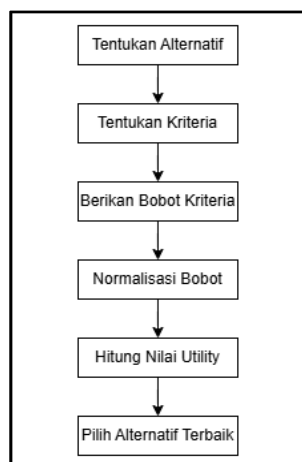 Tentukan Alternatif
Tentukan Kriteria
Berikan Bobot Kriteria
Normalisasi Bobot
Hitung Nilai Utility
Pilih Alternatif Terbaik